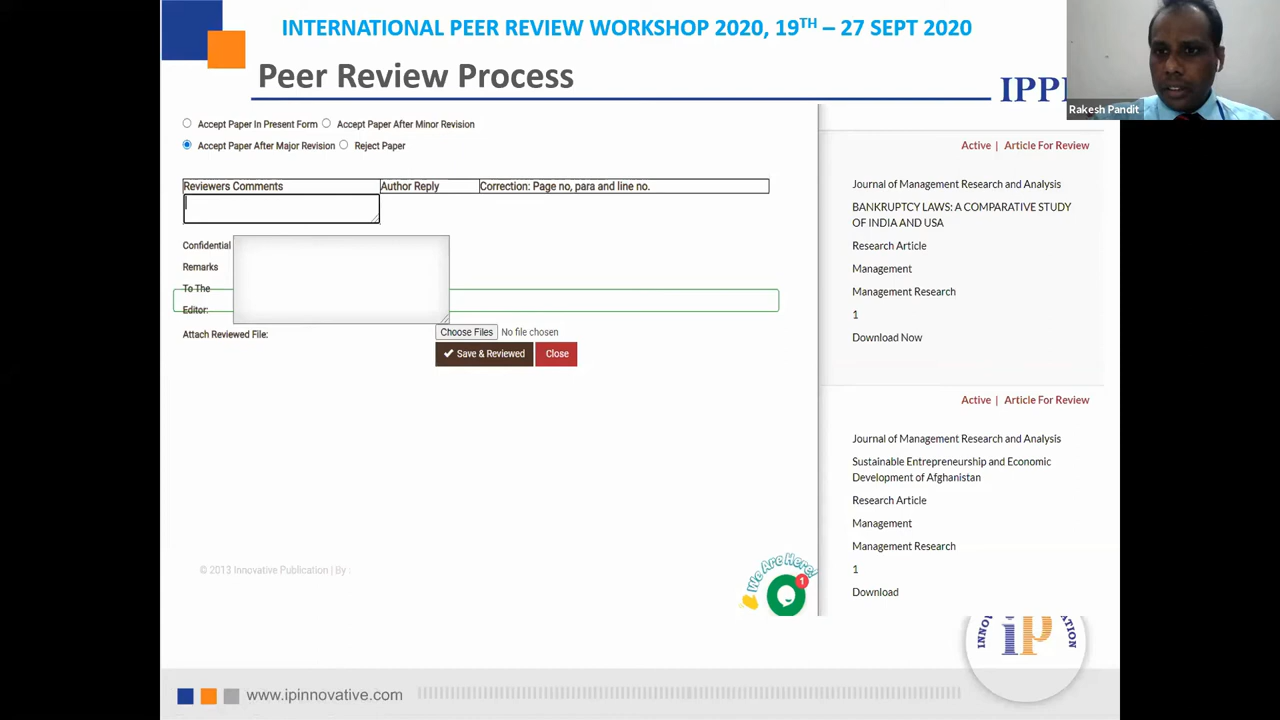 INTERNATIONAL PEER REVIEW WORKSHOP 2020, 19TH – 27 SEPT 2020
Peer Review Process
IPP
Rakesh Pandit
Accept Paper In Present Form Accept Paper After Minor Revision
Accept Paper After Major Revision Reject Paper
Reviewers Comments Author Reply Correction: Page no, para and line no.
Confidential
Remarks
To The
Editor:
Attach Reviewed File:
Choose Files No file chosen
Save & Reviewed Close
© 2013 Innovative Publication | By :
We Are Here!
1
Active | Article For Review
Journal of Management Research and Analysis
BANKRUPTCY LAWS: A COMPARATIVE STUDY
OF INDIA AND USA
Research Article
Management
Management Research
1
Download Now
Active | Article For Review
Journal of Management Research and Analysis
Sustainable Entrepreneurship and Economic
Development of Afghanistan
Research Article
Management
Management Research
1
Download
iP
www.ipinnovative.com